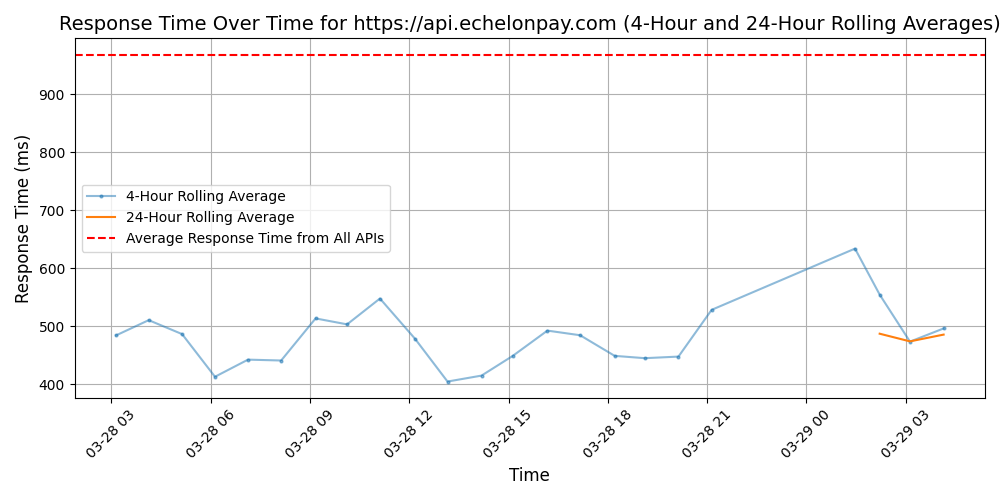 Response Time Over Time for https://api.echelonpay.com (4-Hour and 24-Hour Rolling Averages)
Response Time (ms)
900
800
700
600
500
400
4-Hour Rolling Average
24-Hour Rolling Average
Average Response Time from All APIs
03-28 03
03-28 06
03-28 09
03-28 12
03-28 15
03-28 18
03-28 21
03-29 00
03-29 03
Time